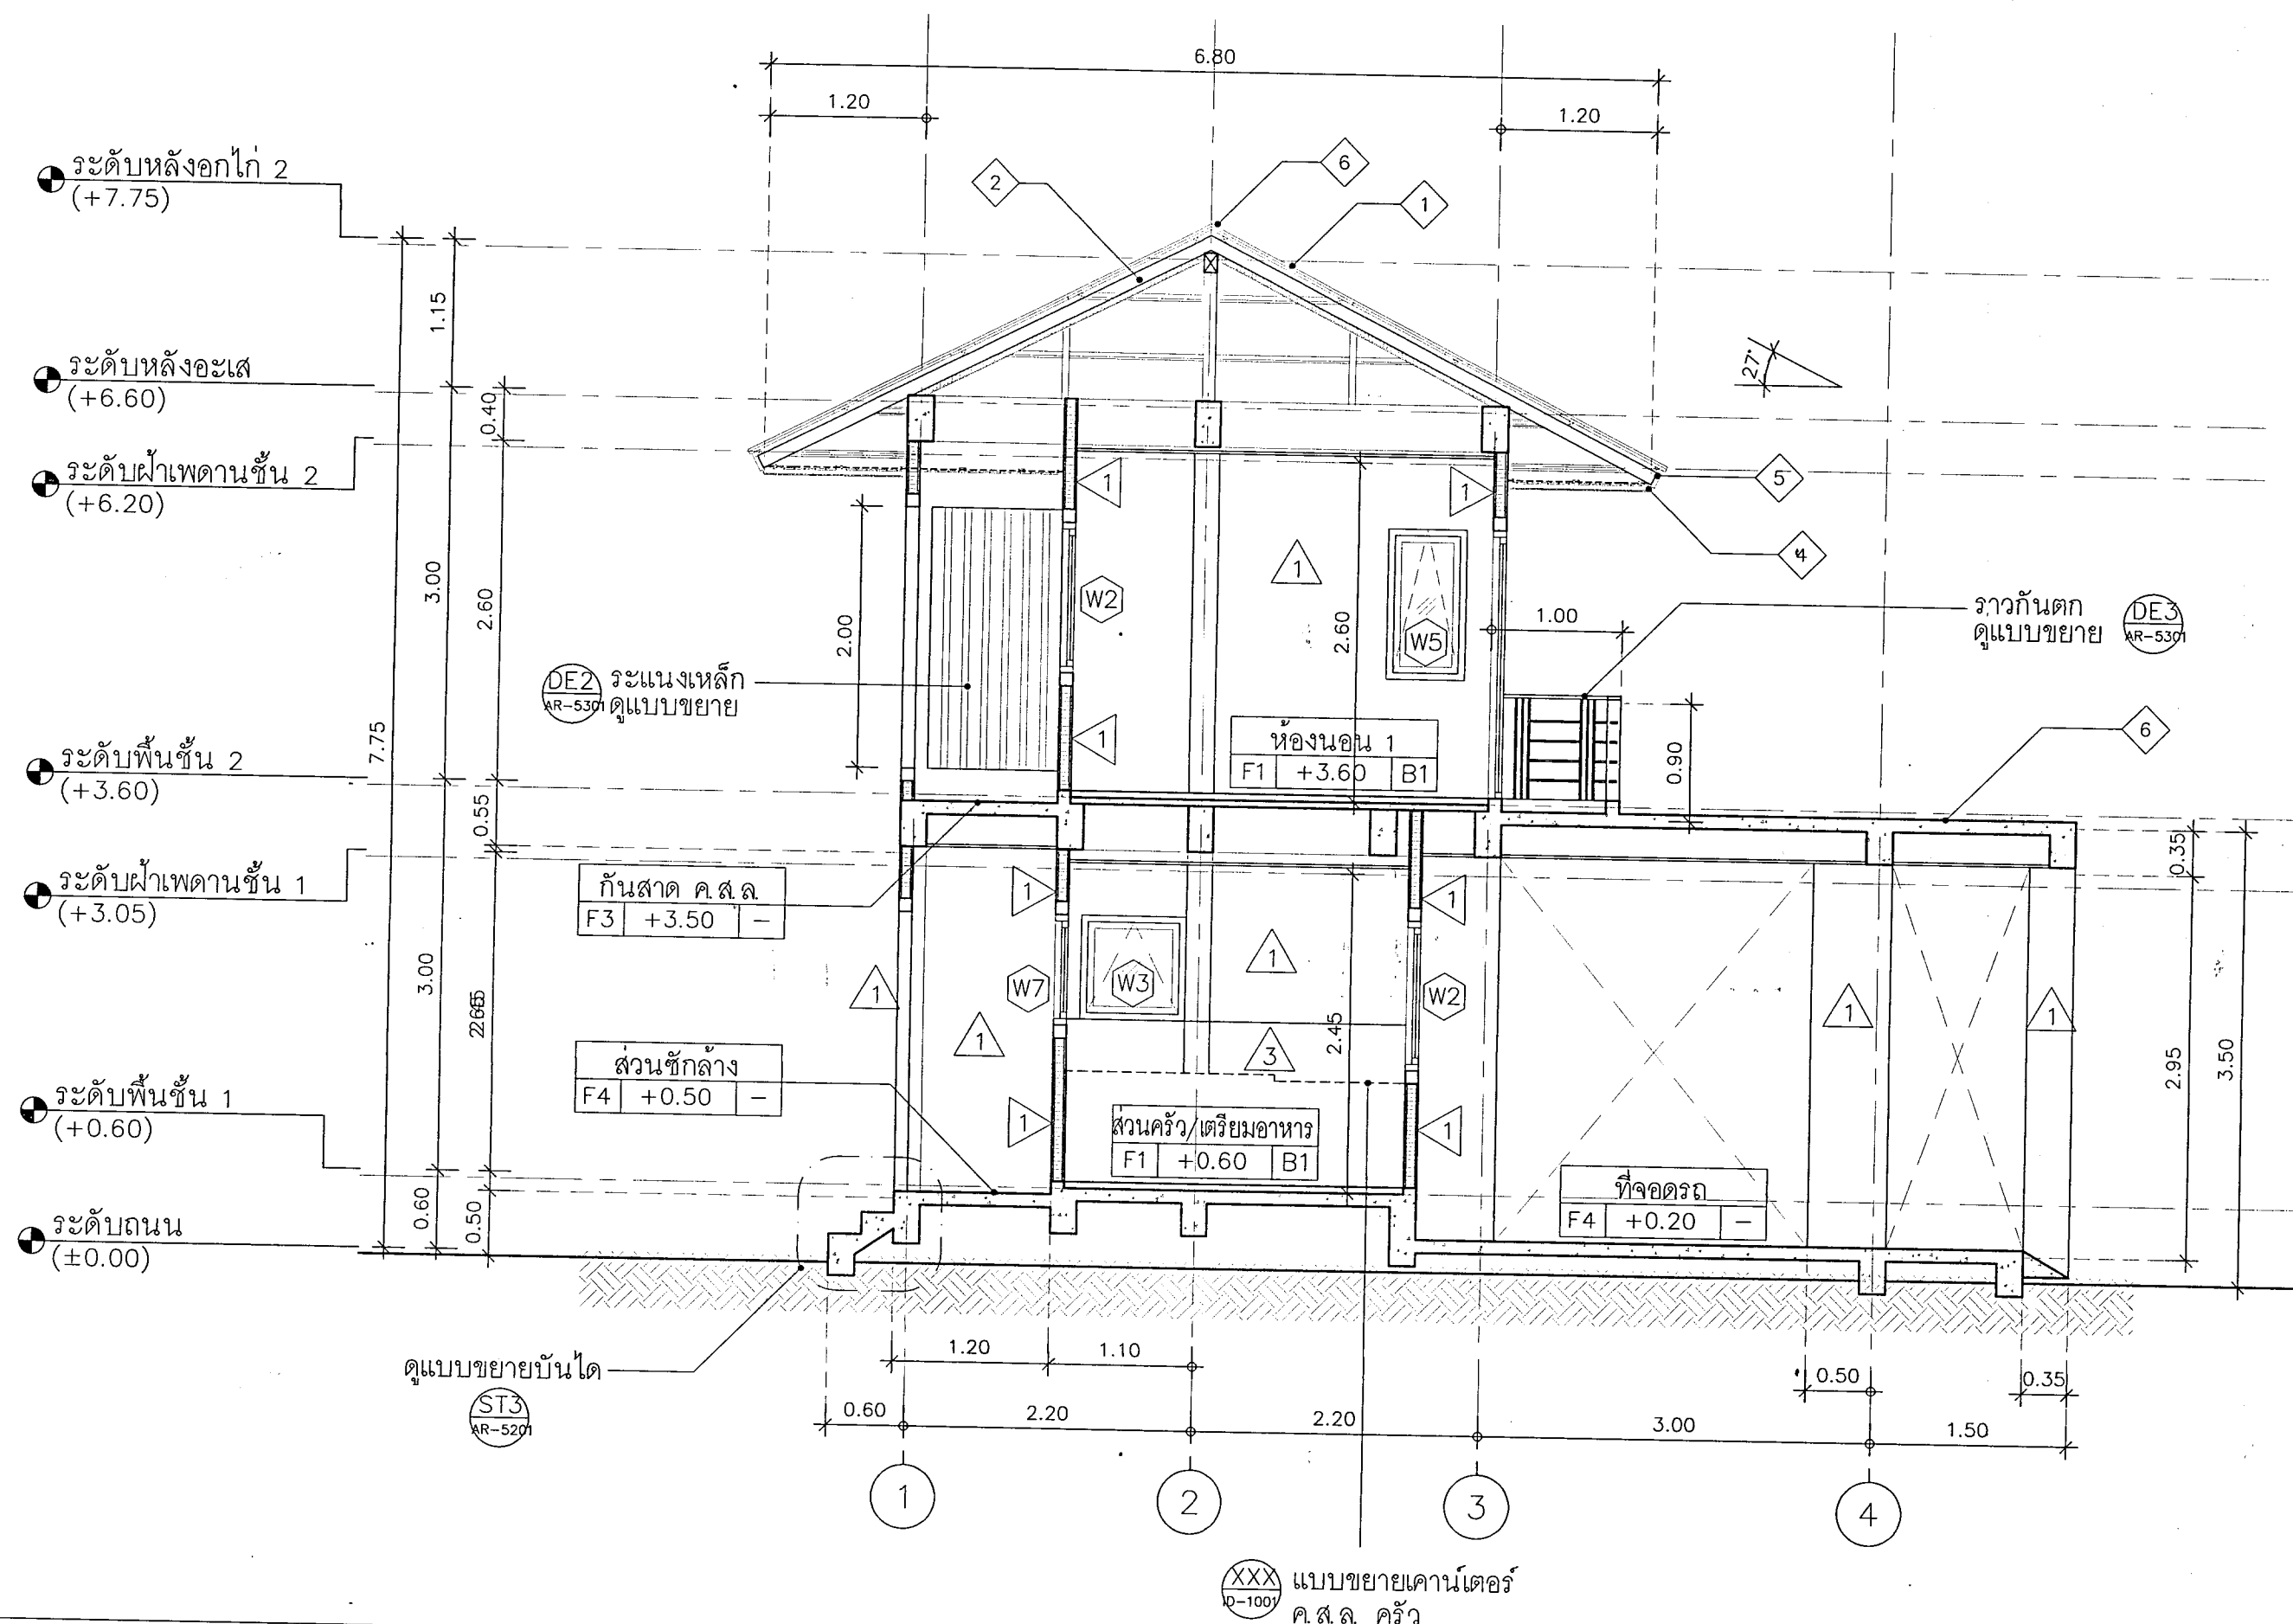 6.80
1.20
1.20
ระดับหลังอกไก่ 2
(+7.75)
6
2
1
1.15
ระดับหลังอะเส
(+6.60)
27°
0.40
ระดับฝ้าเพดานชั้น 2
(+6.20)
1
1
5
4
1
3.00
2.60
2.00
W2
2.60
W5
1.00
ราวกันตก
ดูแบบขยาย
DE3
AR-5301
DE2
AR-5301
ระแนงเหล็ก
ดูแบบขยาย
7.75
1
ห้องนอน 1
F1 +3.60 B1
0.90
6
ระดับพื้นชั้น 2
(+3.60)
0.55
0.35
ระดับฝ้าเพดานชั้น 1
(+3.05)
กันสาด ค.ส.ล.
F3 +3.50 –
1
1
3.00
1
W7
W3
1
W2
1
1
1
2.45
3
2.95
3.50
ส่วนซักล้าง
F4 +0.50 –
ระดับพื้นชั้น 1
(+0.60)
1
ส่วนครัว/เตรียมอาหาร
F1 +0.60 B1
1
ที่จอดรถ
F4 +0.20 –
0.60
0.50
ระดับถนน
(±0.00)
1.20
1.10
ดูแบบขยายบันได
ST3
AR-5201
0.50
0.35
0.60
2.20
2.20
3.00
1.50
1
2
3
4
XXX
ID-1001
แบบขยายเคาน์เตอร์
ค.ส.ล. ครัว